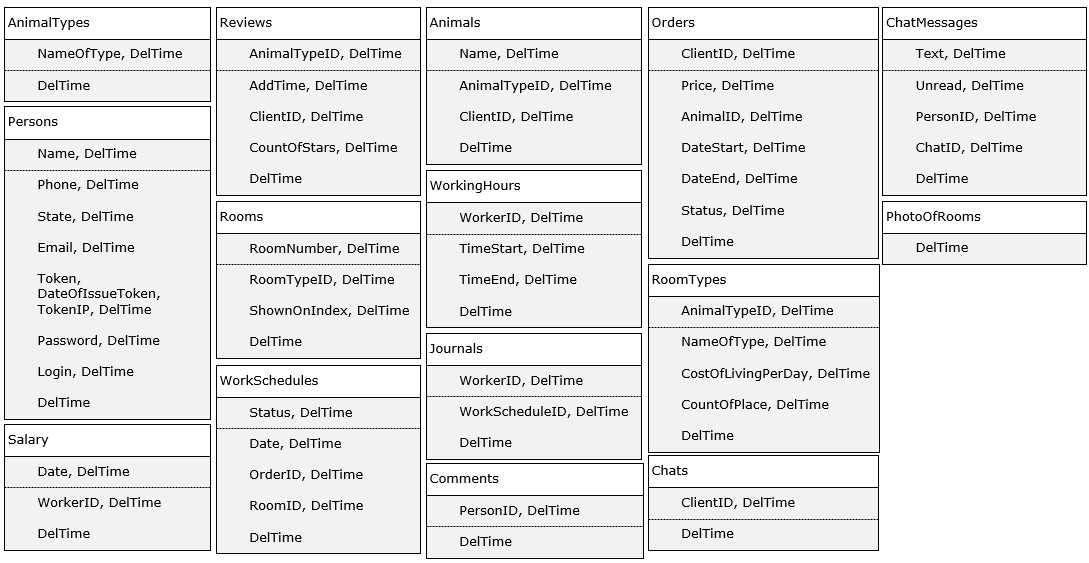 AnimalTypes
NameOfType, DelTime
DelTime
Persons
Name, DelTime
Phone, DelTime
State, DelTime
Email, DelTime
Token,
DateOfIssueToken,
TokenIP, DelTime
Password, DelTime
Login, DelTime
DelTime
Salary
Date, DelTime
WorkerID, DelTime
DelTime
Reviews
AnimalTypeID, DelTime
AddTime, DelTime
ClientID, DelTime
CountOfStars, DelTime
DelTime
Rooms
RoomNumber, DelTime
RoomTypeID, DelTime
ShownOnIndex, DelTime
DelTime
WorkSchedules
Status, DelTime
Date, DelTime
OrderID, DelTime
RoomID, DelTime
DelTime
Animals
Name, DelTime
AnimalTypeID, DelTime
ClientID, DelTime
DelTime
WorkingHours
WorkerID, DelTime
TimeStart, DelTime
TimeEnd, DelTime
DelTime
Journals
WorkerID, DelTime
WorkScheduleID, DelTime
DelTime
Comments
PersonID, DelTime
DelTime
Orders
ClientID, DelTime
Price, DelTime
AnimalID, DelTime
DateStart, DelTime
DateEnd, DelTime
Status, DelTime
DelTime
RoomTypes
AnimalTypeID, DelTime
NameOfType, DelTime
CostOfLivingPerDay, DelTime
CountOfPlace, DelTime
DelTime
Chats
ClientID, DelTime
DelTime
ChatMessages
Text, DelTime
Unread, DelTime
PersonID, DelTime
ChatID, DelTime
DelTime
PhotoOfRooms
DelTime